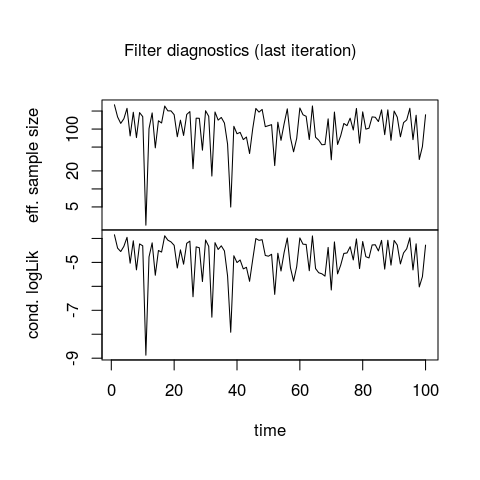 Filter diagnostics (last iteration)
eff. sample size
100
20
5
cond. logLik
-5
-7
-9
0 20 40 60 80 100
time